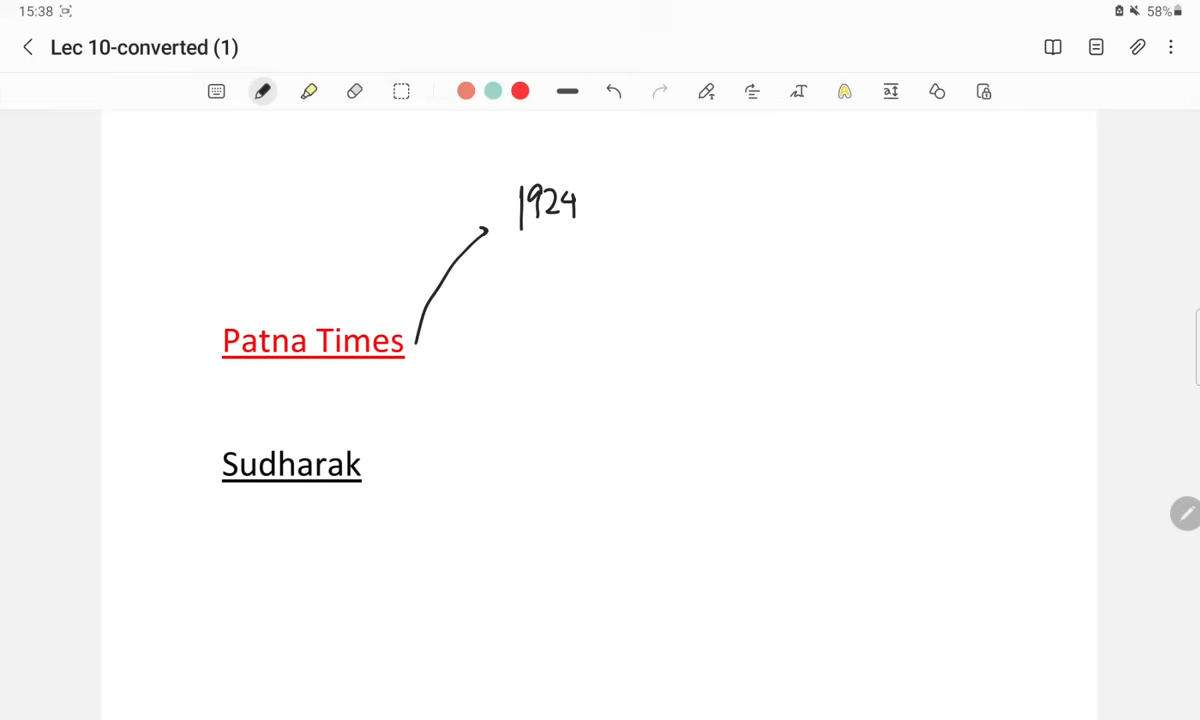 15:38
58%
Lec 10-converted (1)
1924
Patna Times
Sudharak